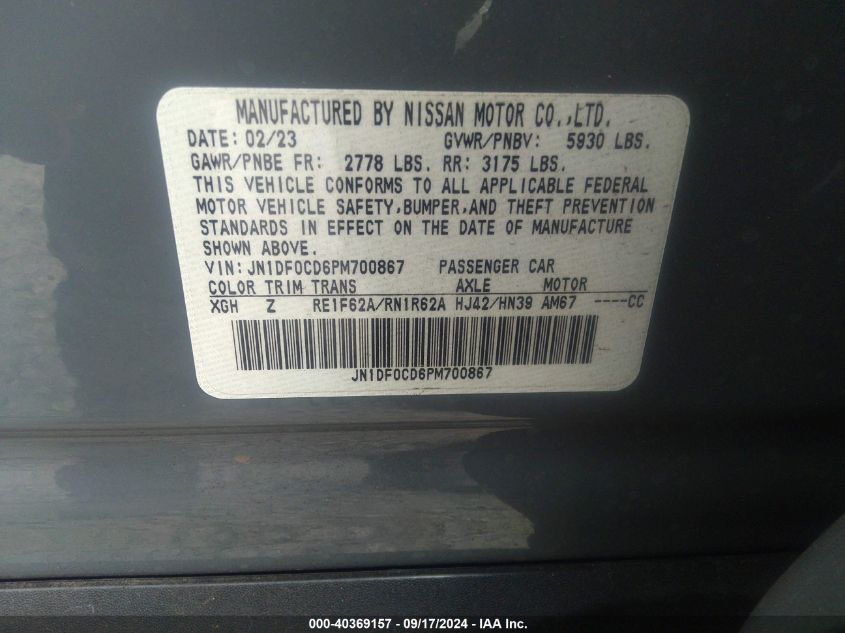 MANUFACTURED BY NISSAN MOTOR CO.,LTD.
DATE: 02/23 GVWR/PNBV: 5930 LBS.
GAWR/PNBE FR: 2778 LBS. RR: 3175 LBS.
THIS VEHICLE CONFORMS TO ALL APPLICABLE FEDERAL
MOTOR VEHICLE SAFETY,BUMPER,AND THEFT PREVENTION
STANDARDS IN EFFECT ON THE DATE OF MANUFACTURE
SHOWN ABOVE.
VIN: JN1DF0CD6PM700867 PASSENGER CAR
COLOR TRIM TRANS AXLE MOTOR
XGH Z RE1F62A/RN1R62A HJ42/HN39 AM67 ----CC
JN1DF0CD6PM700867
000-40369157 - 09/17/2024 - IAA Inc.